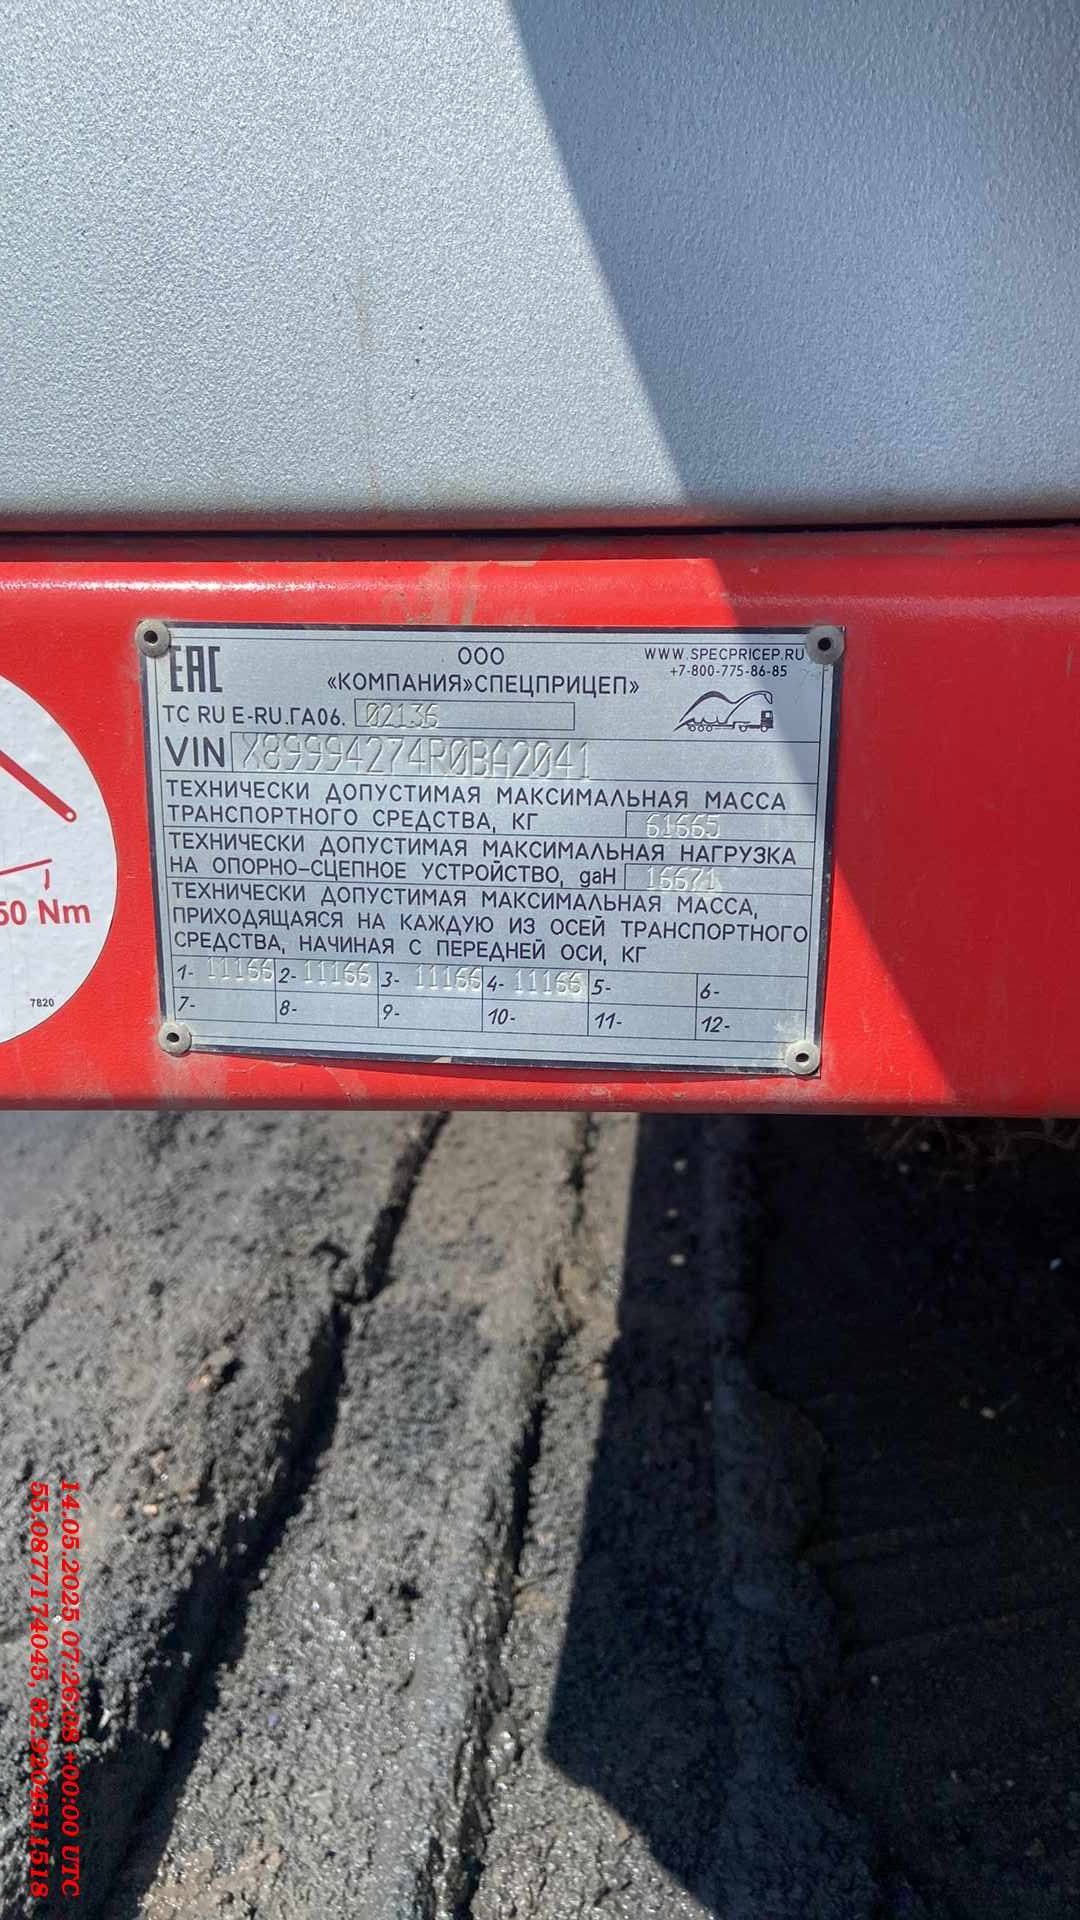 EAC
ООО
«КОМПАНИЯ»СПЕЦПРИЦЕП»
WWW.SPECPRICEP.RU
+7-800-775-86-85
ТС RU E-RU.ГА06. 02136
VIN X89994274R0BA2041
ТЕХНИЧЕСКИ ДОПУСТИМАЯ МАКСИМАЛЬНАЯ МАССА
ТРАНСПОРТНОГО СРЕДСТВА, КГ 61665
ТЕХНИЧЕСКИ ДОПУСТИМАЯ МАКСИМАЛЬНАЯ НАГРУЗКА
НА ОПОРНО-СЦЕПНОЕ УСТРОЙСТВО, gaH 16671
ТЕХНИЧЕСКИ ДОПУСТИМАЯ МАКСИМАЛЬНАЯ МАССА,
ПРИХОДЯЩАЯСЯ НА КАЖДУЮ ИЗ ОСЕЙ ТРАНСПОРТНОГО
СРЕДСТВА, НАЧИНАЯ С ПЕРЕДНЕЙ ОСИ, КГ
1- 11166 2- 11166 3- 11166 4- 11166 5- 6-
7- 8- 9- 10- 11- 12-
50 Nm
7820
14.05.2025 07:26:08 +00:00 UTC
55.0877174045, 82.9204511518